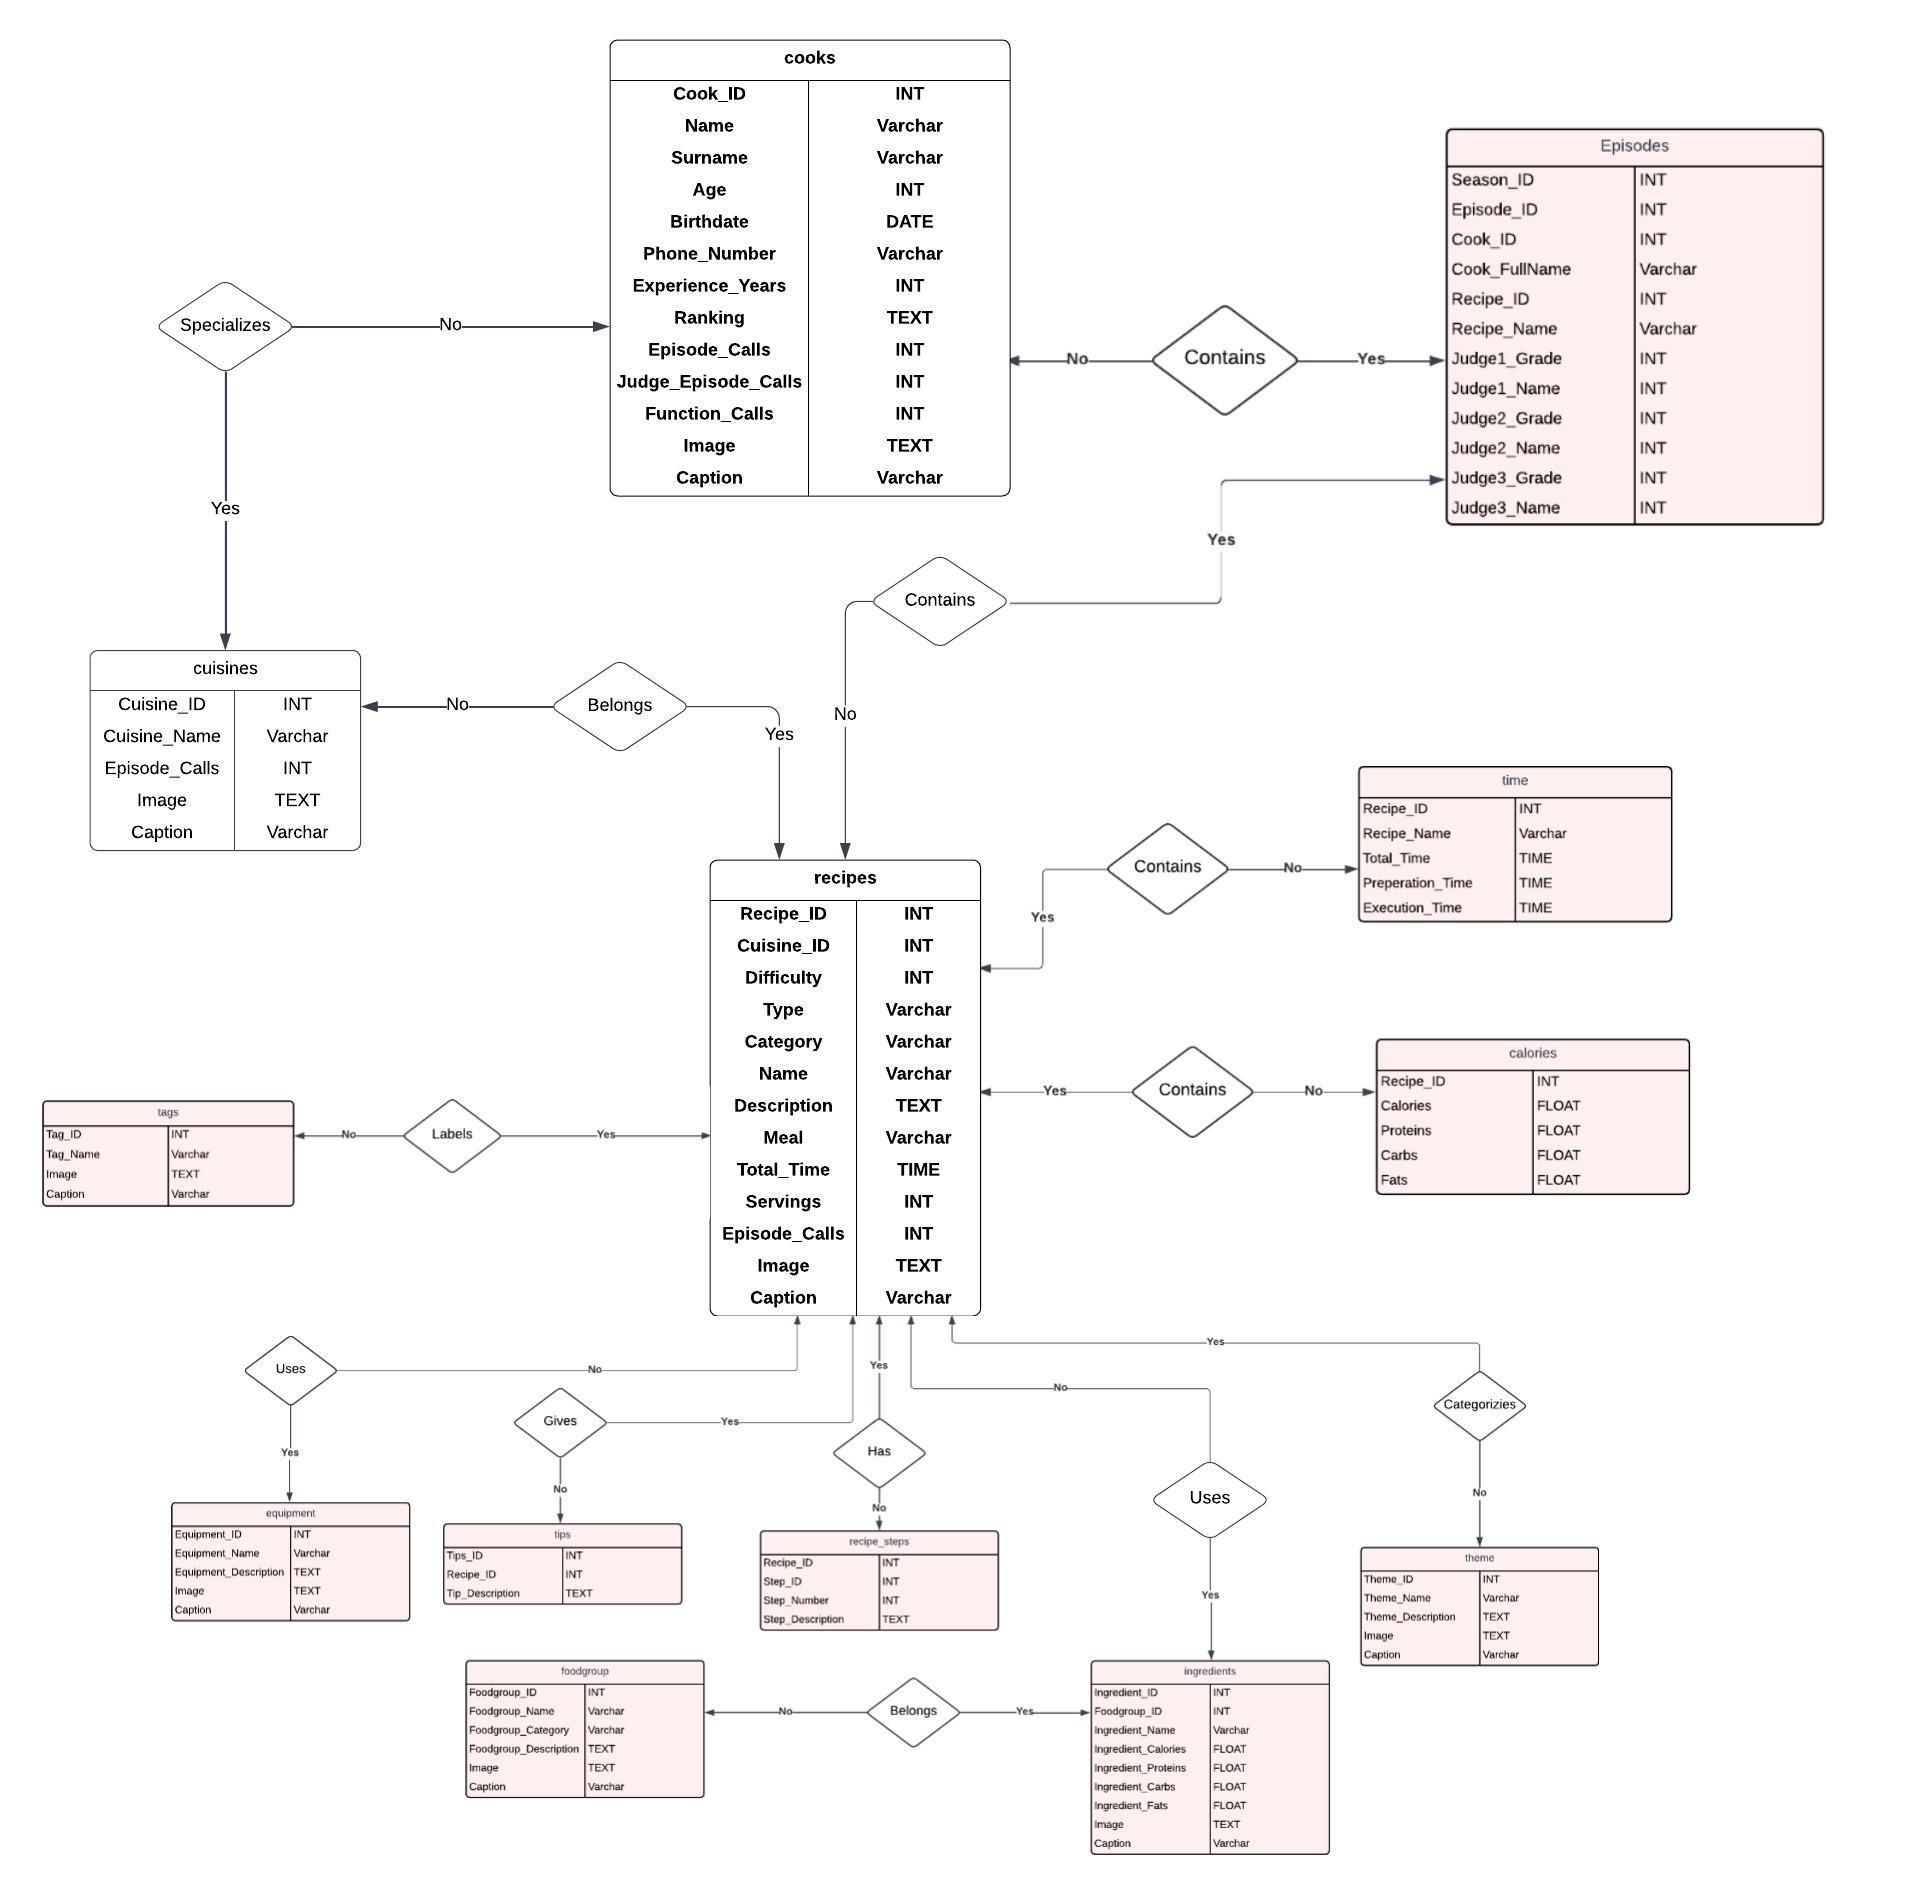 cooks
Cook_ID INT
Name Varchar
Surname Varchar
Age INT
Birthdate DATE
Phone_Number Varchar
Experience_Years INT
Ranking TEXT
Episode_Calls INT
Judge_Episode_Calls INT
Function_Calls INT
Image TEXT
Caption Varchar
Episodes
Season_ID INT
Episode_ID INT
Cook_ID INT
Cook_FullName Varchar
Recipe_ID INT
Recipe_Name Varchar
Judge1_Grade INT
Judge1_Name INT
Judge2_Grade INT
Judge2_Name INT
Judge3_Grade INT
Judge3_Name INT
Specializes
No
Yes
No
Contains
Yes
Yes
Contains
No
cuisines
Cuisine_ID INT
Cuisine_Name Varchar
Episode_Calls INT
Image TEXT
Caption Varchar
No
Belongs
Yes
time
Recipe_ID INT
Recipe_Name Varchar
Total_Time TIME
Preperation_Time TIME
Execution_Time TIME
Contains
No
Yes
recipes
Recipe_ID INT
Cuisine_ID INT
Difficulty INT
Type Varchar
Category Varchar
Name Varchar
Description TEXT
Meal Varchar
Total_Time TIME
Servings INT
Episode_Calls INT
Image TEXT
Caption Varchar
Yes
Contains
No
calories
Recipe_ID INT
Calories FLOAT
Proteins FLOAT
Carbs FLOAT
Fats FLOAT
tags
Tag_ID INT
Tag_Name Varchar
Image TEXT
Caption Varchar
No
Labels
Yes
Uses
No
Yes
Gives
Yes
No
Yes
Has
No
No
Uses
Yes
Yes
Categorizies
No
equipment
Equipment_ID INT
Equipment_Name Varchar
Equipment_Description TEXT
Image TEXT
Caption Varchar
tips
Tips_ID INT
Recipe_ID INT
Tip_Description TEXT
recipe_steps
Recipe_ID INT
Step_ID INT
Step_Number INT
Step_Description TEXT
theme
Theme_ID INT
Theme_Name Varchar
Theme_Description TEXT
Image TEXT
Caption Varchar
foodgroup
Foodgroup_ID INT
Foodgroup_Name Varchar
Foodgroup_Category Varchar
Foodgroup_Description TEXT
Image TEXT
Caption Varchar
No
Belongs
Yes
ingredients
Ingredient_ID INT
Foodgroup_ID INT
Ingredient_Name Varchar
Ingredient_Calories FLOAT
Ingredient_Proteins FLOAT
Ingredient_Carbs FLOAT
Ingredient_Fats FLOAT
Image TEXT
Caption Varchar